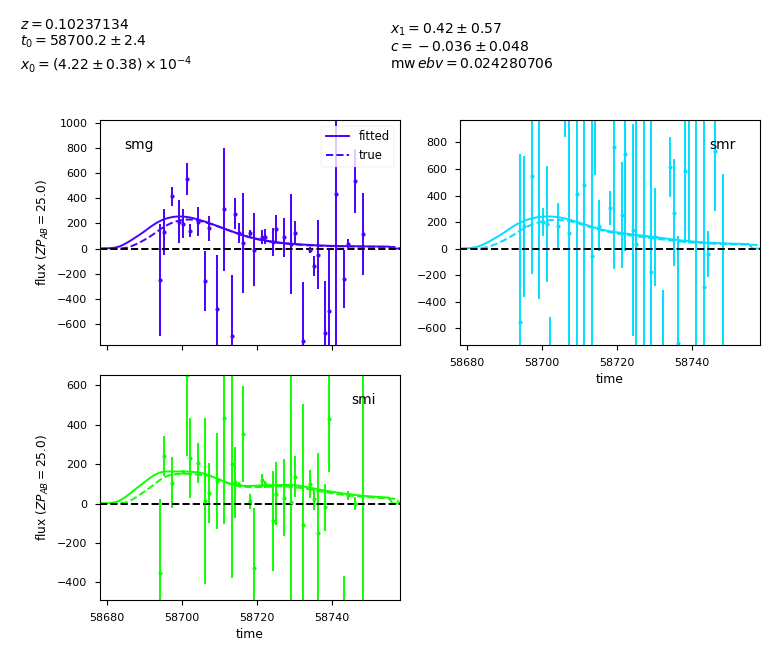 z = 0.10237134
t0 = 58700.2 ± 2.4
x0 = (4.22 ± 0.38) × 10⁻⁴
x1 = 0.42 ± 0.57
c = −0.036 ± 0.048
mw ebv = 0.024280706
smg
fitted
true
1000
800
600
400
200
0
−200
−400
−600
flux (ZP_AB = 25.0)
smr
800
600
400
200
0
−200
−400
−600
58680
58700
58720
58740
time
smi
600
400
200
0
−200
−400
flux (ZP_AB = 25.0)
58680
58700
58720
58740
time